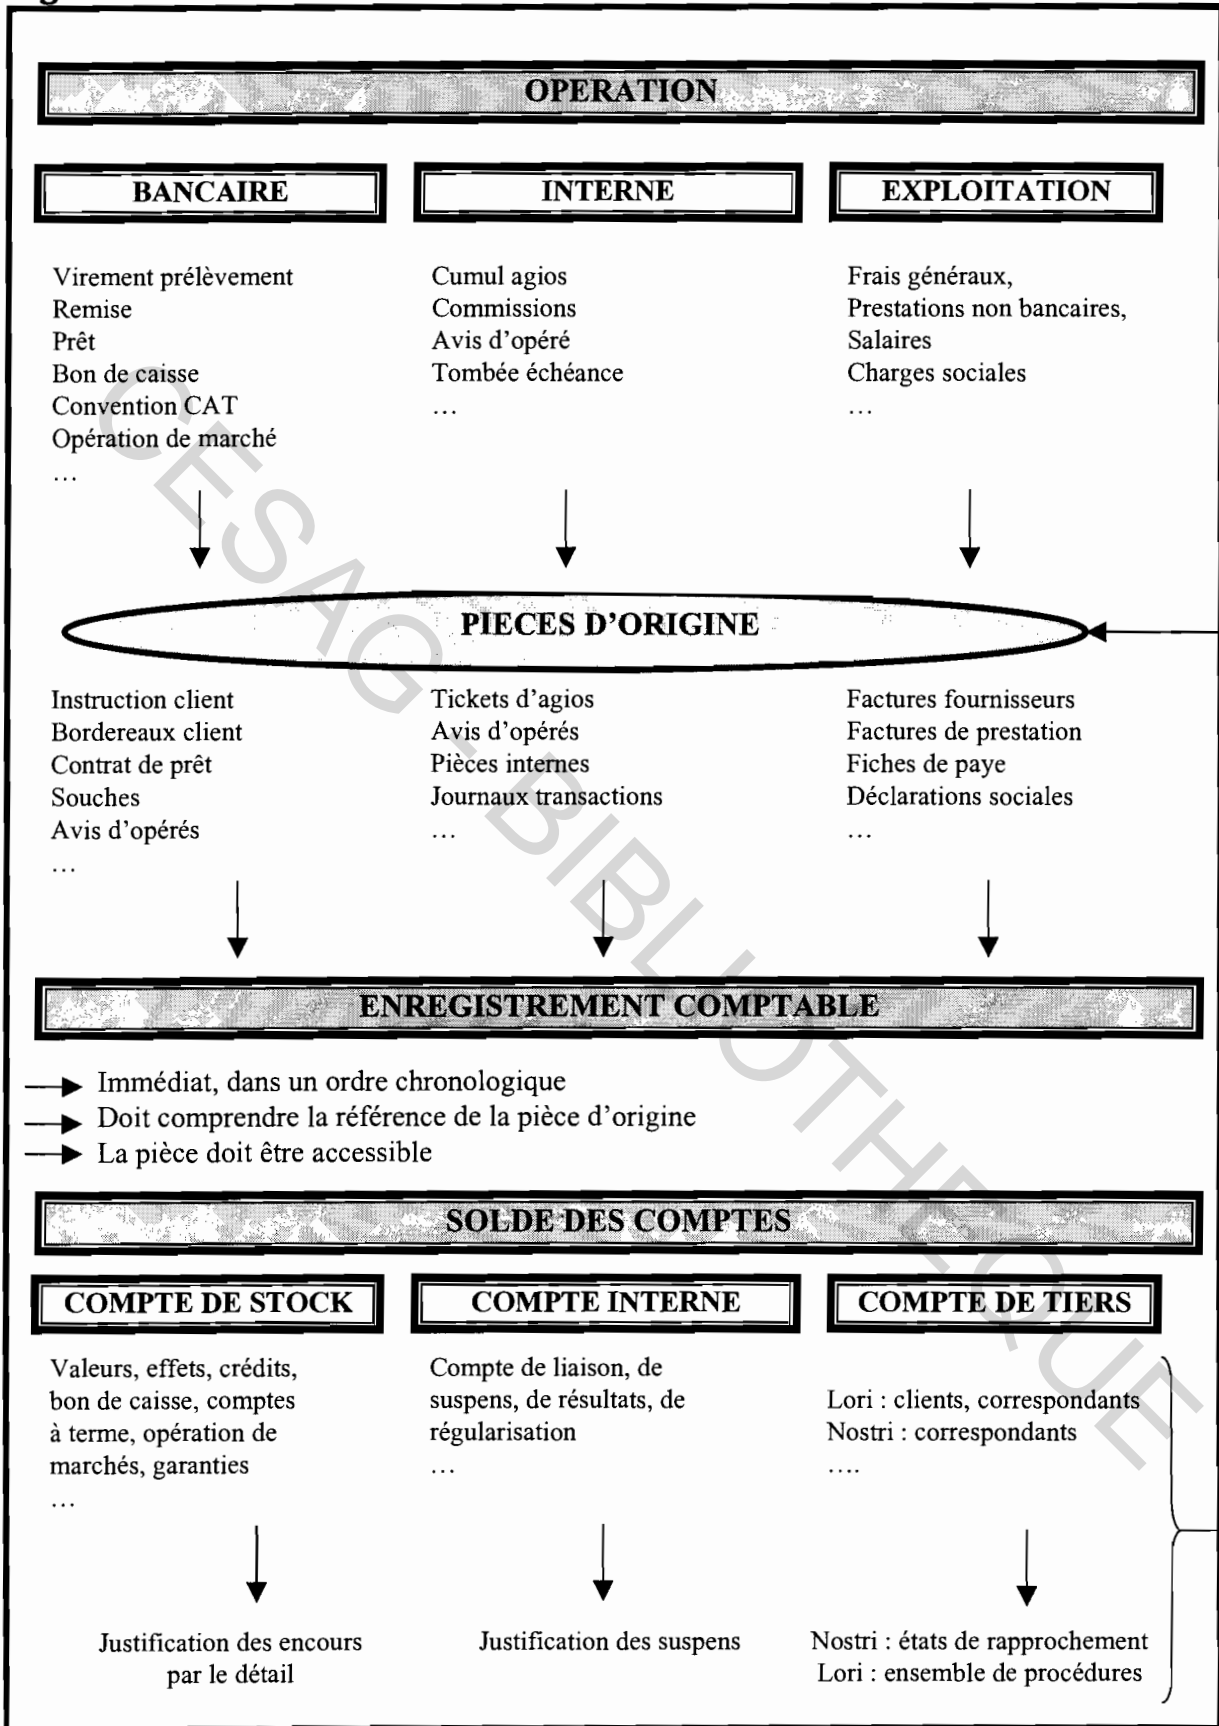 OPERATION
BANCAIRE
Virement prélèvement
Remise
Prêt
Bon de caisse
Convention CAT
Opération de marché
…
INTERNE
Cumul agios
Commissions
Avis d'opéré
Tombée échéance
…
EXPLOITATION
Frais généraux,
Prestations non bancaires,
Salaires
Charges sociales
…
PIECES D'ORIGINE
Instruction client
Bordereaux client
Contrat de prêt
Souches
Avis d'opérés
…
Tickets d'agios
Avis d'opérés
Pièces internes
Journaux transactions
…
Factures fournisseurs
Factures de prestation
Fiches de paye
Déclarations sociales
…
ENREGISTREMENT COMPTABLE
Immédiat, dans un ordre chronologique
Doit comprendre la référence de la pièce d'origine
La pièce doit être accessible
SOLDE DES COMPTES
COMPTE DE STOCK
Valeurs, effets, crédits,
bon de caisse, comptes
à terme, opération de
marchés, garanties
…
Justification des encours
par le détail
COMPTE INTERNE
Compte de liaison, de
suspens, de résultats, de
régularisation
…
Justification des suspens
COMPTE DE TIERS
Lori : clients, correspondants
Nostri : correspondants
….
Nostri : états de rapprochement
Lori : ensemble de procédures
CESAG - BIBLIOTHEQUE